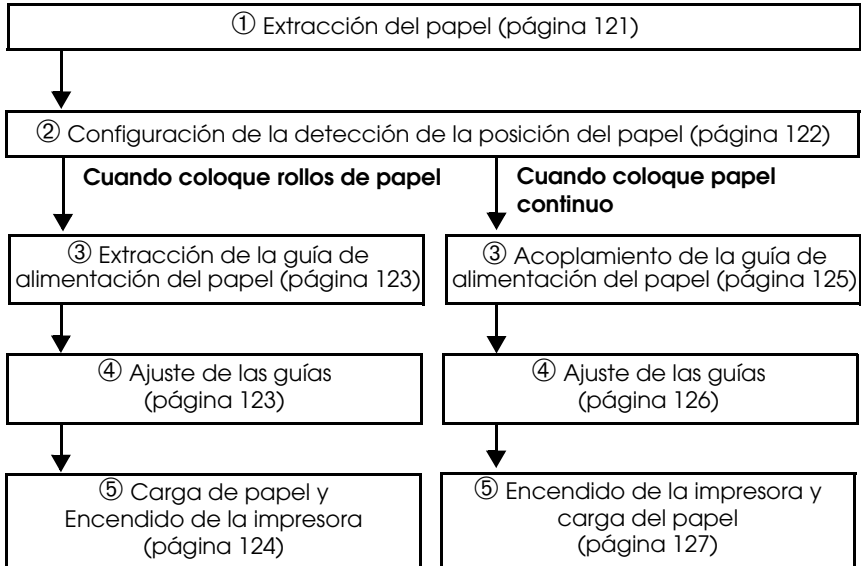 ① Extracción del papel (página 121)
② Configuración de la detección de la posición del papel (página 122)
Cuando coloque rollos de papel
③ Extracción de la guía de
alimentación del papel (página 123)
④ Ajuste de las guías
(página 123)
⑤ Carga de papel y
Encendido de la impresora
(página 124)
Cuando coloque papel
continuo
③ Acoplamiento de la guía de
alimentación del papel (página 125)
④ Ajuste de las guías
(página 126)
⑤ Encendido de la impresora y
carga del papel
(página 127)